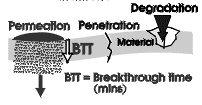 Degradation
Permeation Penetration
Material
BTT
BTT = Breakthrough time
(mins)